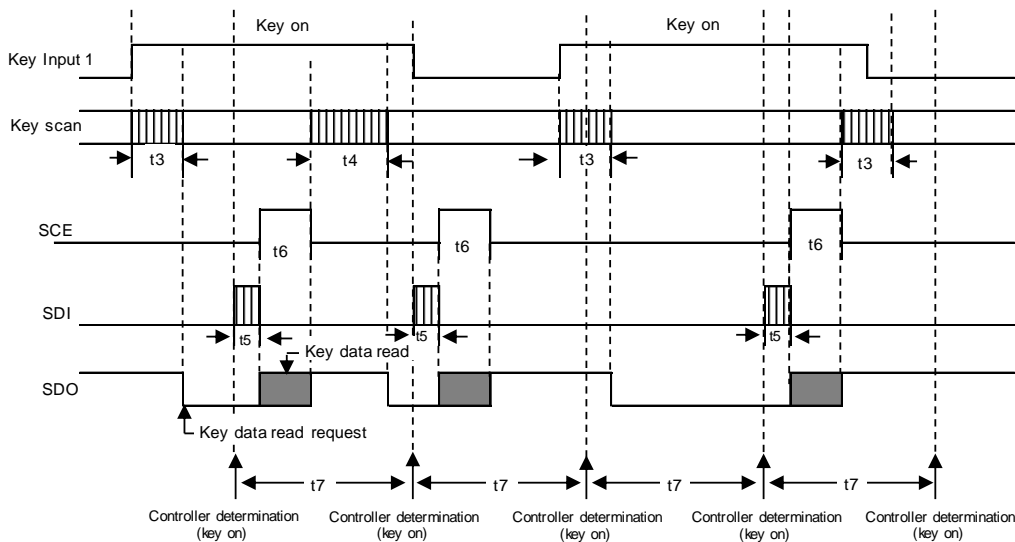 Key on
Key on
Key Input 1
Key scan
t3
t4
t3
t3
SCE
t6
t6
t6
SDI
t5
t5
t5
Key data read
SDO
Key data read request
t7
t7
t7
t7
Controller determination
(key on)
Controller determination
(key on)
Controller determination
(key on)
Controller determination
(key on)
Controller determination
(key on)